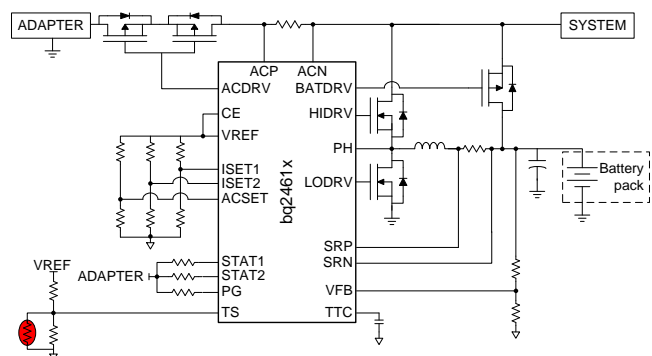 ADAPTER
SYSTEM
ACP
ACN
ACDRV
BATDRV
CE
HIDRV
VREF
PH
ISET1
ISET2
LODRV
ACSET
bq2461x
Battery
pack
SRP
STAT1
SRN
VREF
ADAPTER
STAT2
PG
VFB
TS
TTC